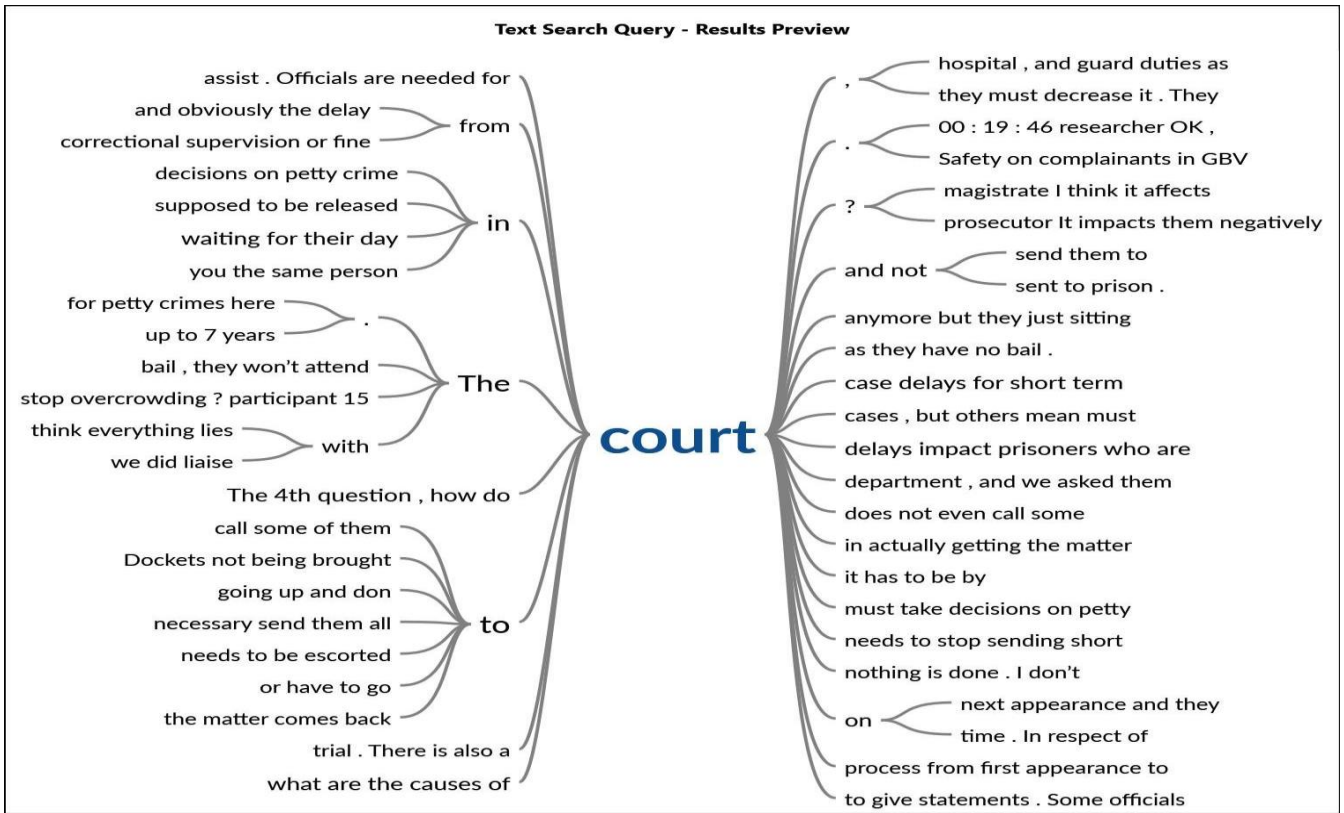 Text Search Query - Results Preview
assist . Officials are needed for
and obviously the delay
correctional supervision or fine
from
decisions on petty crime
supposed to be released
waiting for their day
you the same person
in
for petty crimes here
up to 7 years
.
bail , they won’t attend
stop overcrowding ? participant 15
think everything lies
we did liaise
with
The
The 4th question , how do
call some of them
Dockets not being brought
going up and don
necessary send them all
needs to be escorted
or have to go
the matter comes back
to
trial . There is also a
what are the causes of
court
,
hospital , and guard duties as
they must decrease it . They
.
00 : 19 : 46 researcher OK ,
Safety on complainants in GBV
?
magistrate I think it affects
prosecutor It impacts them negatively
and not
send them to
sent to prison .
anymore but they just sitting
as they have no bail .
case delays for short term
cases , but others mean must
delays impact prisoners who are
department , and we asked them
does not even call some
in actually getting the matter
it has to be by
must take decisions on petty
needs to stop sending short
nothing is done . I don’t
on
next appearance and they
time . In respect of
process from first appearance to
to give statements . Some officials